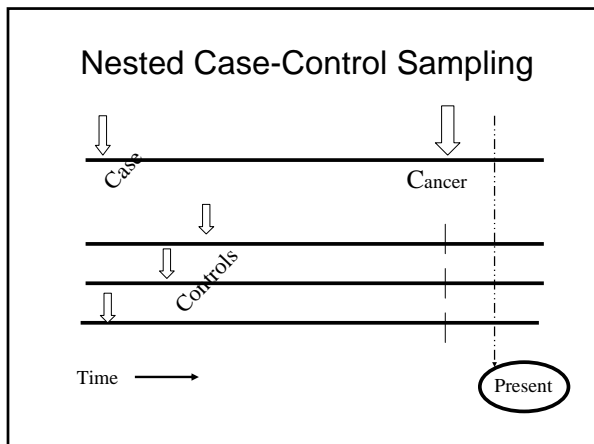 Nested Case-Control Sampling
Case
Cancer
Controls
Time
Present